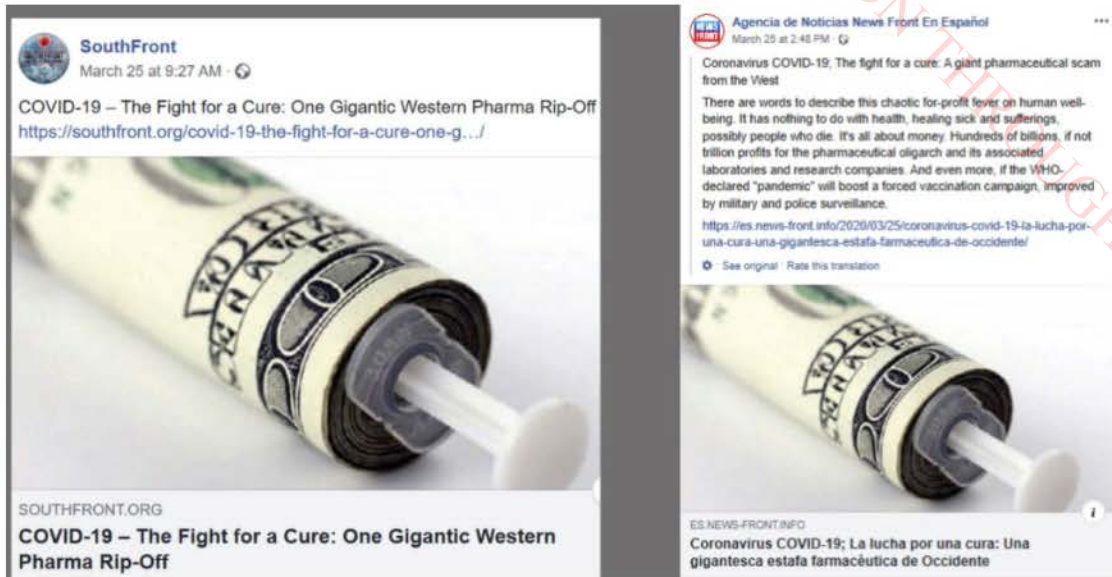 SouthFront
March 25 at 9:27 AM ·
COVID-19 – The Fight for a Cure: One Gigantic Western Pharma Rip-Off
https://southfront.org/covid-19-the-fight-for-a-cure-one-g.../
SOUTHFRONT.ORG
COVID-19 – The Fight for a Cure: One Gigantic Western
Pharma Rip-Off
NEWS
FRONT
Agencia de Noticias News Front En Español
March 25 at 2:48 PM ·
Coronavirus COVID-19; The fight for a cure: A giant pharmaceutical scam
from the West
There are words to describe this chaotic for-profit fever on human well-
being. It has nothing to do with health, healing sick and sufferings,
possibly people who die. It's all about money. Hundreds of billions, if not
trillion profits for the pharmaceutical oligarch and its associated
laboratories and research companies. And even more, if the WHO-
declared "pandemic" will boost a forced vaccination campaign, improved
by military and police surveillance.
https://es.news-front.info/2020/03/25/coronavirus-covid-19-la-lucha-por-
una-cura-una-gigantesca-estafa-farmaceutica-de-occidente/
See original · Rate this translation
ES.NEWS-FRONT.INFO
Coronavirus COVID-19; La lucha por una cura: Una
gigantesca estafa farmacéutica de Occidente
ON THROUGH